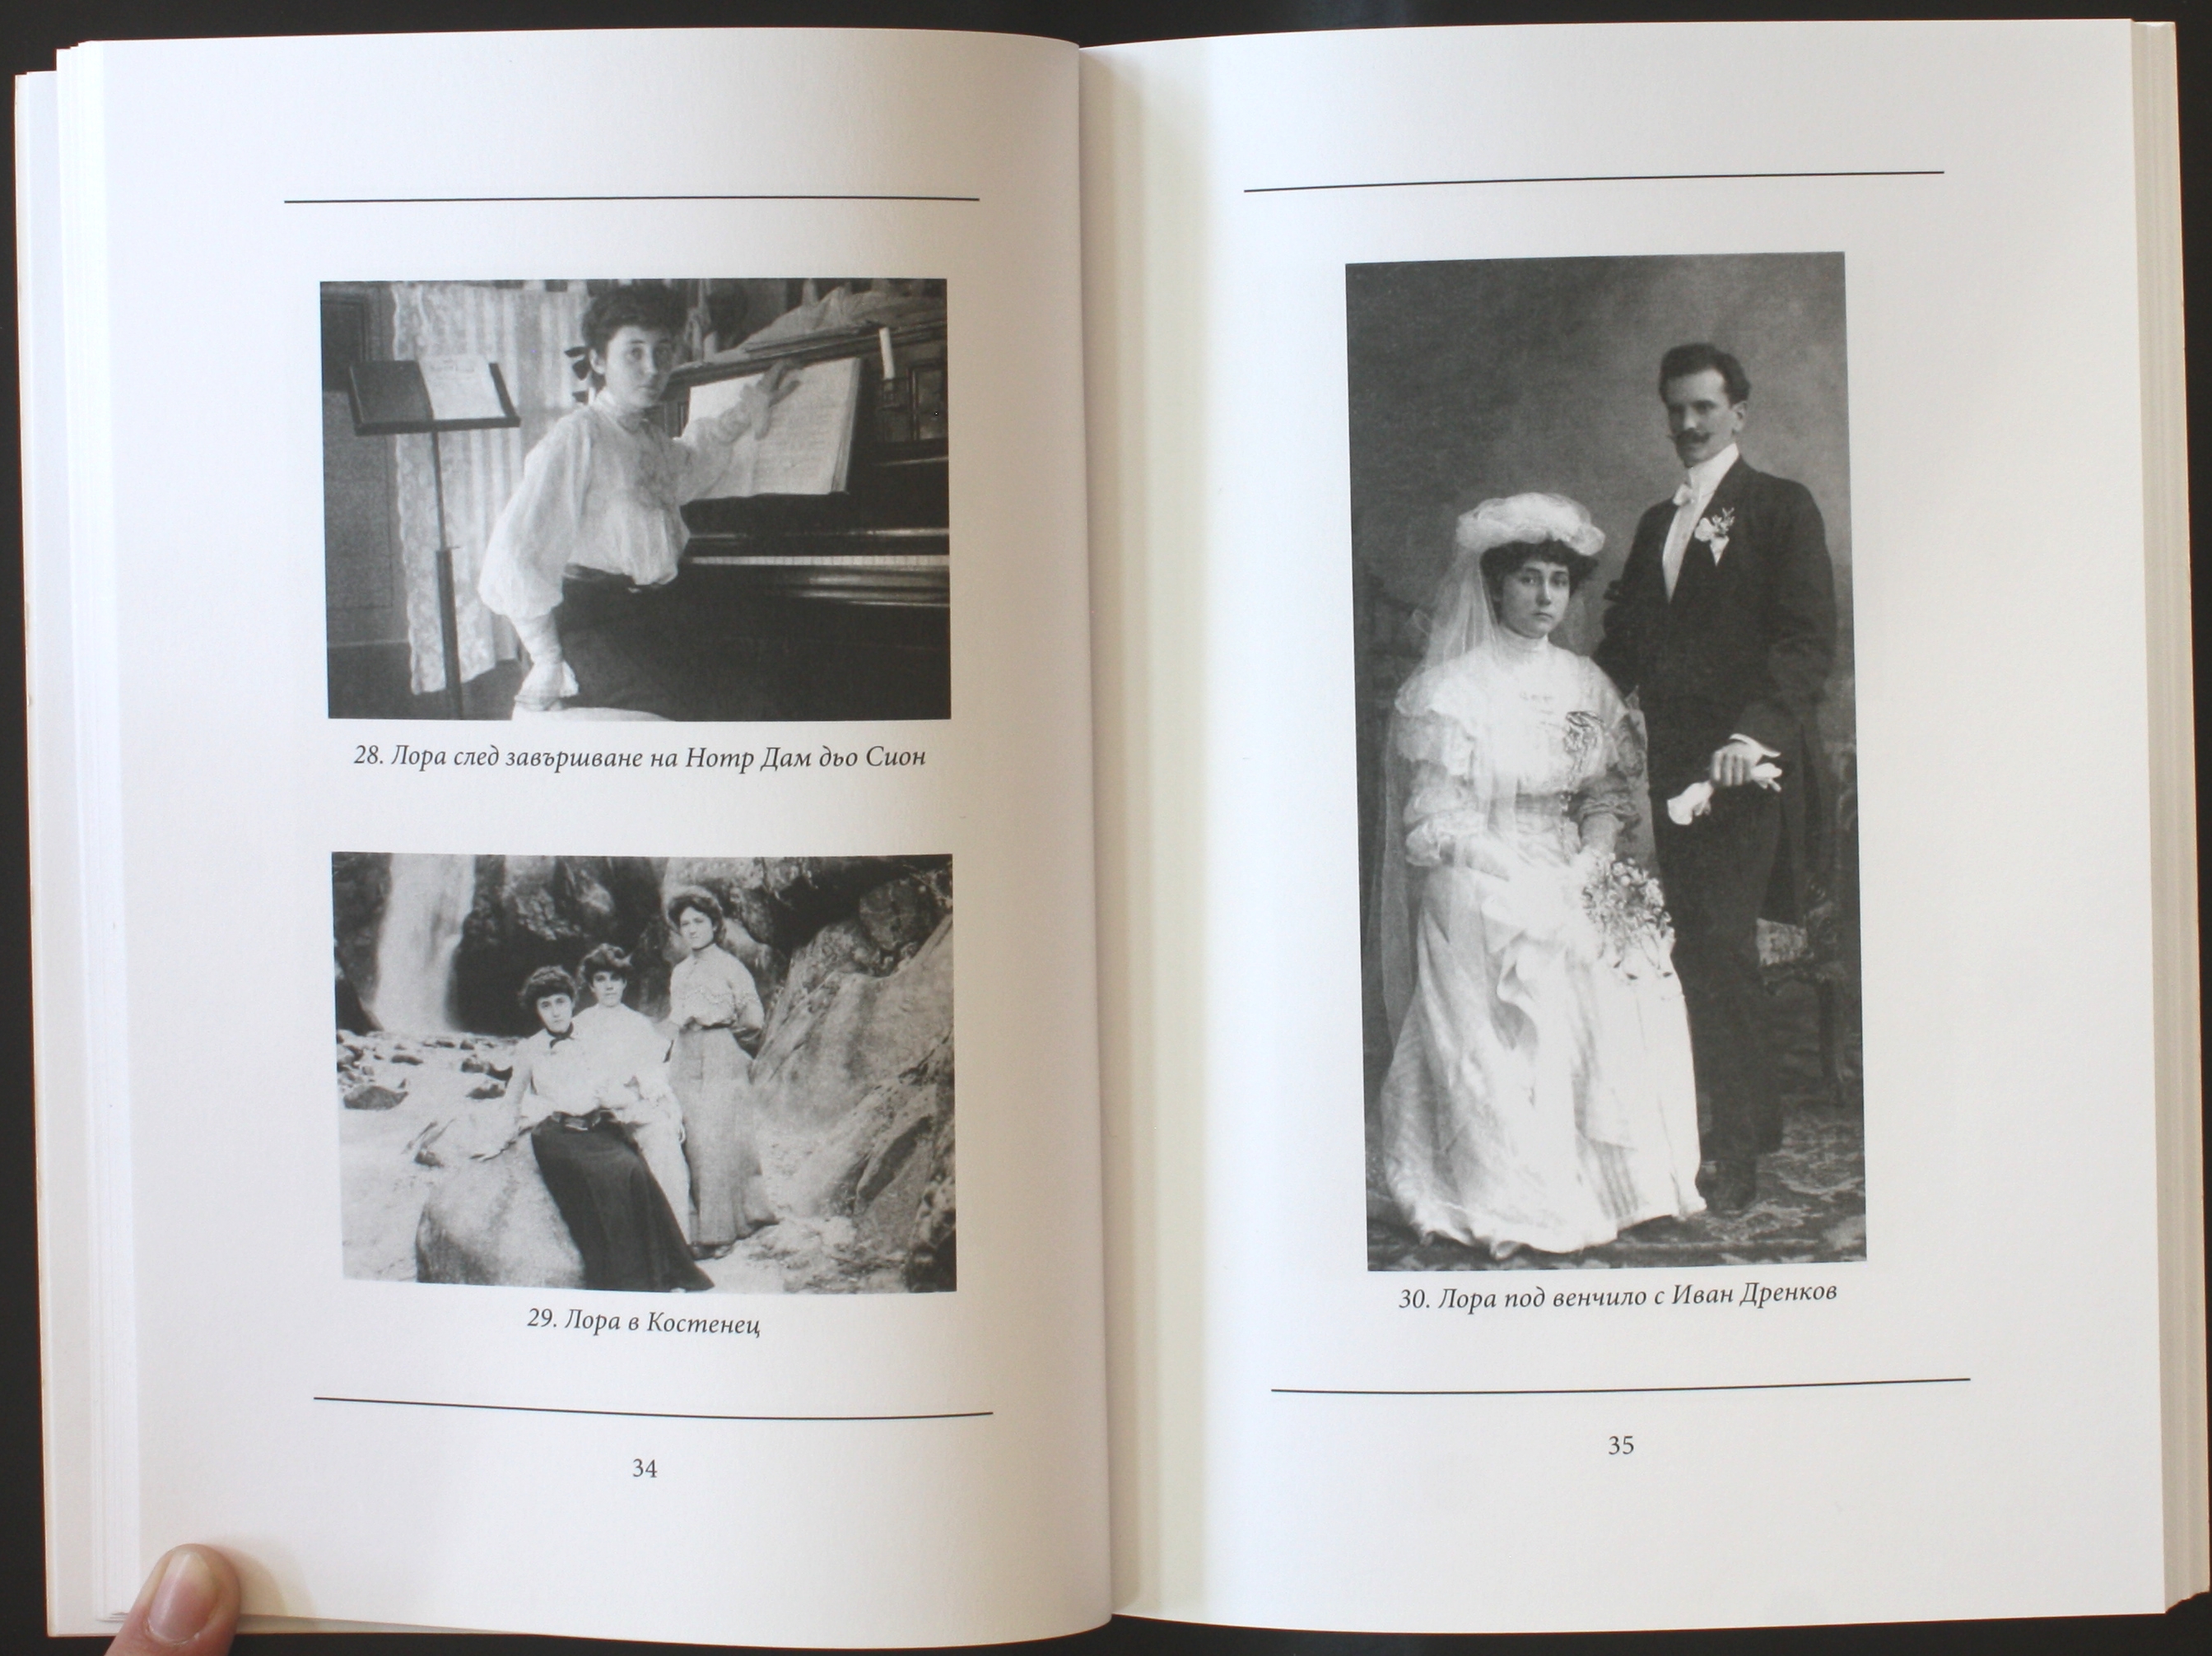 28. Лора след завършване на Нотр Дам дьо Сион
29. Лора в Костенец
34
30. Лора под венчило с Иван Дренков
35